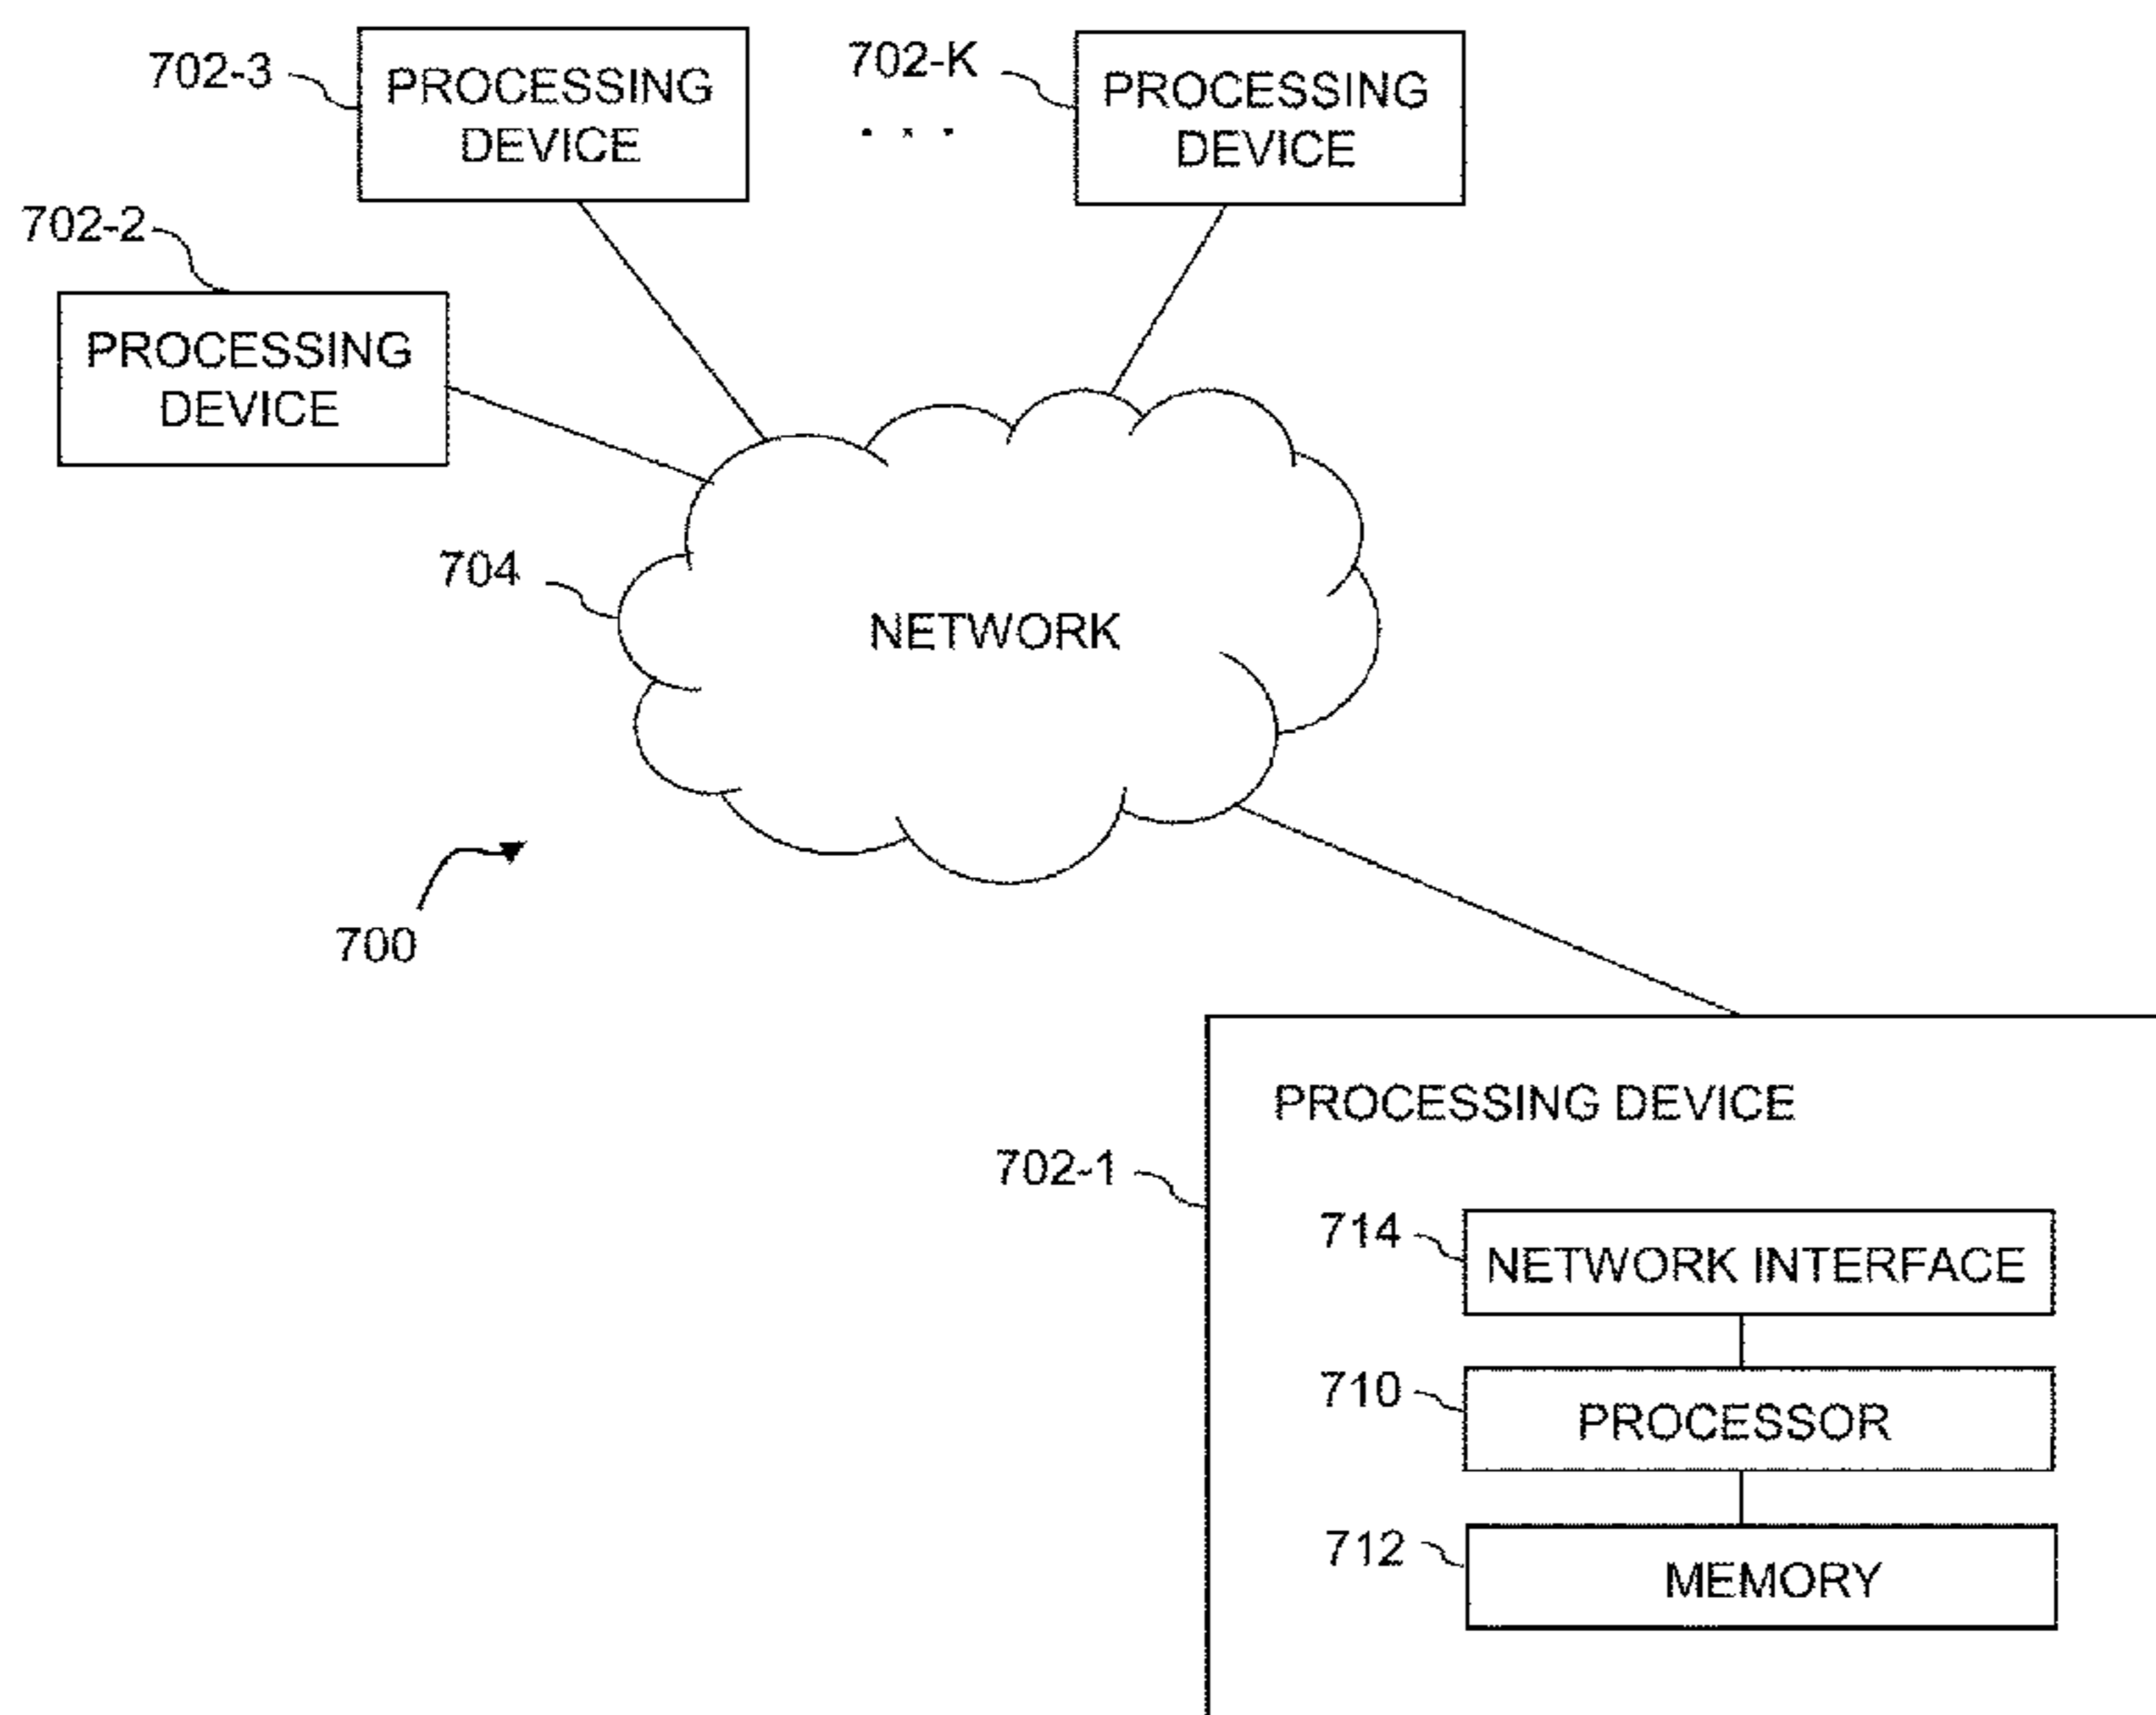 702-3
PROCESSING
DEVICE
702-K
PROCESSING
DEVICE
. . .
702-2
PROCESSING
DEVICE
704
NETWORK
700
PROCESSING DEVICE
702-1
714
NETWORK INTERFACE
710
PROCESSOR
712
MEMORY